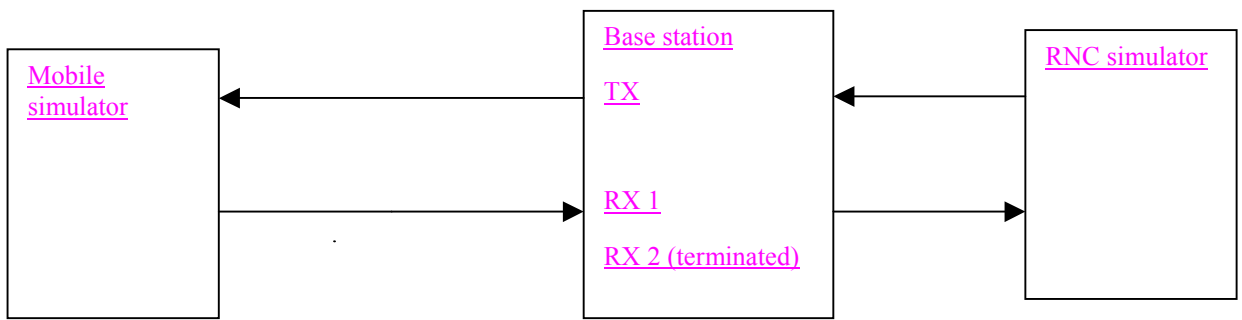 Mobile
simulator
Base station
TX
RX 1
RX 2 (terminated)
RNC simulator